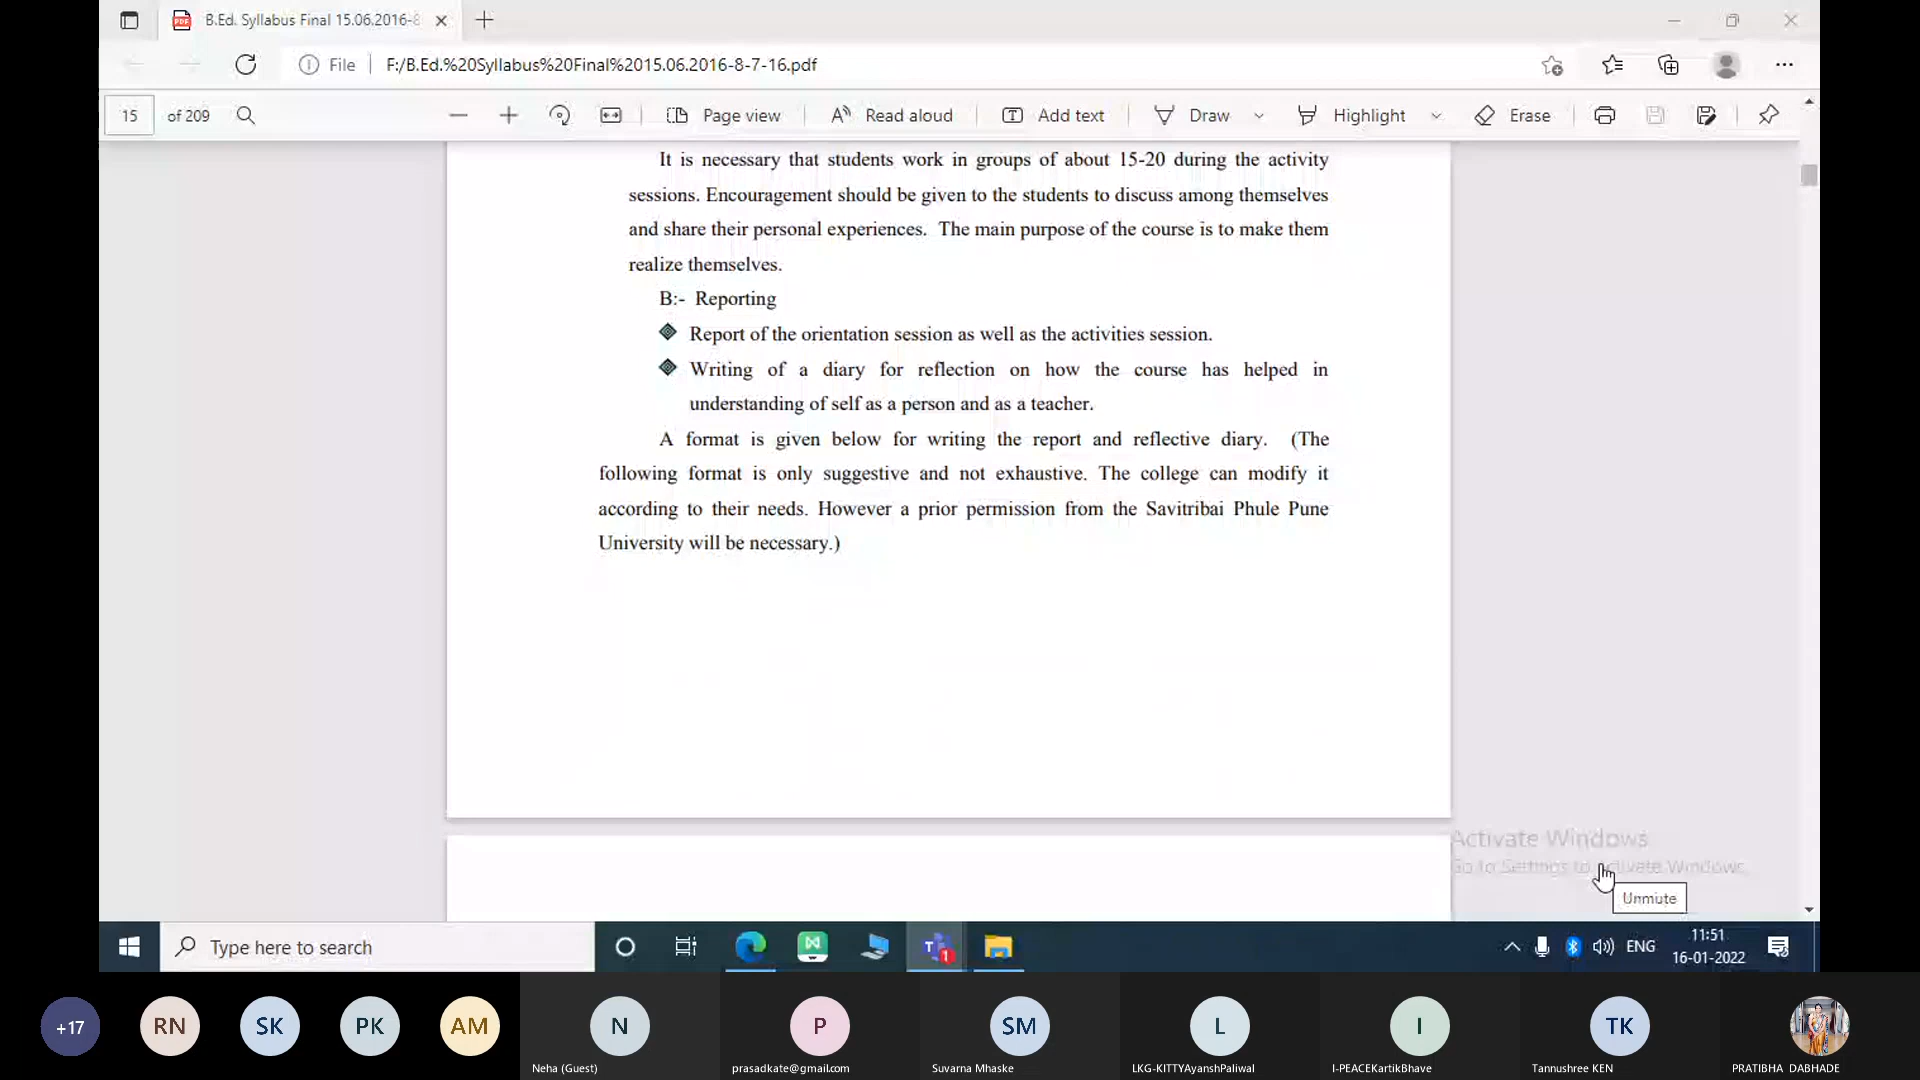 B.Ed. Syllabus Final 15.06.2016-8
File
F:/B.Ed.%20Syllabus%20Final%2015.06.2016-8-7-16.pdf
15 of 209
Page view
Read aloud
Add text
Draw
Highlight
Erase
It is necessary that students work in groups of about 15-20 during the activity
sessions. Encouragement should be given to the students to discuss among themselves
and share their personal experiences. The main purpose of the course is to make them
realize themselves.
B:- Reporting
Report of the orientation session as well as the activities session.
Writing of a diary for reflection on how the course has helped in
understanding of self as a person and as a teacher.
A format is given below for writing the report and reflective diary. (The
following format is only suggestive and not exhaustive. The college can modify it
according to their needs. However a prior permission from the Savitribai Phule Pune
University will be necessary.)
Activate Windows
Go to Settings to activate Windows.
Unmute
Type here to search
1
ENG
11:51
16-01-2022
+17
RN
SK
PK
AM
N
P
SM
L
I
TK
Neha (Guest)
prasadkate@gmail.com
Suvarna Mhaske
LKG-KITTYAyanshPaliwal
I-PEACEKartikBhave
Tannushree KEN
PRATIBHA DABHADE